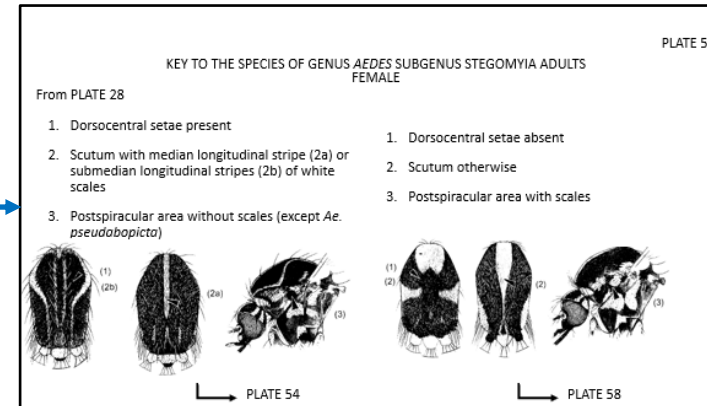 PLATE 5
KEY TO THE SPECIES OF GENUS AEDES SUBGENUS STEGOMYIA ADULTS
FEMALE
From PLATE 28
1. Dorsocentral setae present
2. Scutum with median longitudinal stripe (2a) or
submedian longitudinal stripes (2b) of white
scales
3. Postspiracular area without scales (except Ae.
pseudabopicta)
(1)
(2b)
(2a)
(3)
PLATE 54
1. Dorsocentral setae absent
2. Scutum otherwise
3. Postspiracular area with scales
(1)
(2)
(2)
(3)
PLATE 58